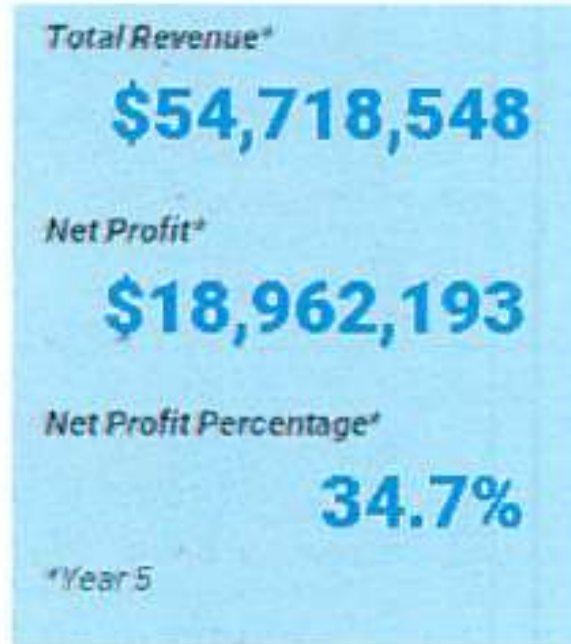 Total Revenue*
$54,718,548
Net Profit*
$18,962,193
Net Profit Percentage*
34.7%
*Year 5